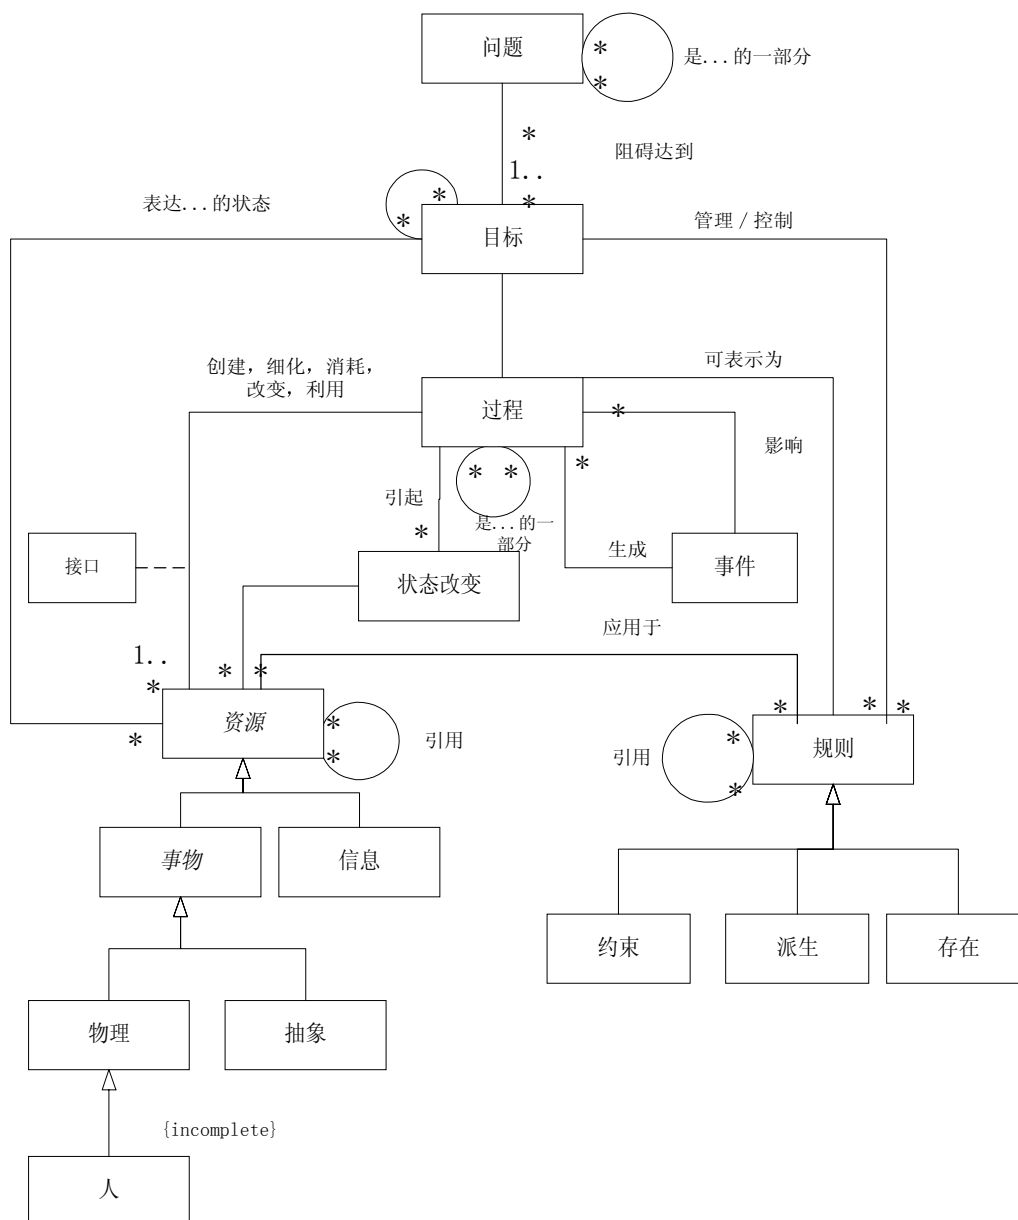 问题
*
*
是...的一部分
*
阻碍达到
1..
*
表达...的状态
*
*
目标
管理/控制
创建，细化，消耗，
改变，利用
可表示为
过程
*
影响
*
*
*
引起
*
是...的一
部分
接口
状态改变
生成
事件
应用于
1..
*
*
*
*
资源
*
*
引用
*
*
*
引用
*
*
规则
事物
信息
约束
派生
存在
物理
抽象
{incomplete}
人